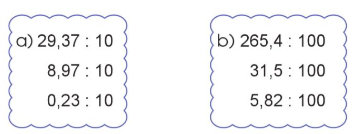 a) 29,37 : 10
8,97 : 10
0,23 : 10
b) 265,4 : 100
31,5 : 100
5,82 : 100